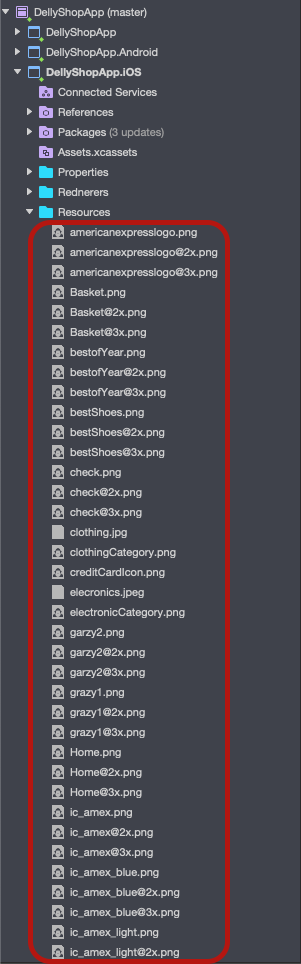 DellyShopApp (master)
DellyShopApp
DellyShopApp.Android
DellyShopApp.iOS
Connected Services
References
Packages (3 updates)
Assets.xcassets
Properties
Rednerers
Resources
americanexpresslogo.png
americanexpresslogo@2x.png
americanexpresslogo@3x.png
Basket.png
Basket@2x.png
Basket@3x.png
bestofYear.png
bestofYear@2x.png
bestofYear@3x.png
bestShoes.png
bestShoes@2x.png
bestShoes@3x.png
check.png
check@2x.png
check@3x.png
clothing.jpg
clothingCategory.png
creditCardIcon.png
elecronics.jpeg
electronicCategory.png
garzy2.png
garzy2@2x.png
garzy2@3x.png
grazy1.png
grazy1@2x.png
grazy1@3x.png
Home.png
Home@2x.png
Home@3x.png
ic_amex.png
ic_amex@2x.png
ic_amex@3x.png
ic_amex_blue.png
ic_amex_blue@2x.png
ic_amex_blue@3x.png
ic_amex_light.png
ic_amex_light@2x.png